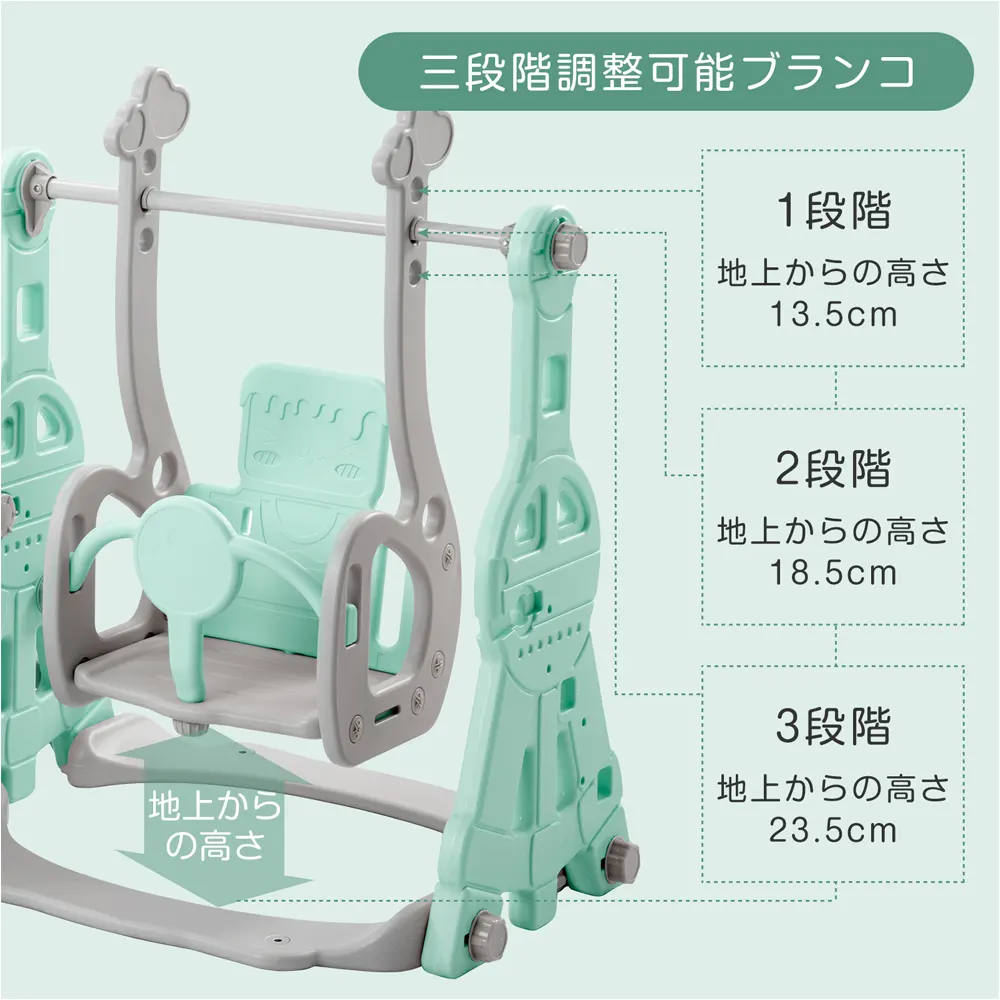 三段階調整可能ブランコ
1段階
地上からの高さ
13.5cm
2段階
地上からの高さ
18.5cm
3段階
地上からの高さ
23.5cm
地上から
の高さ